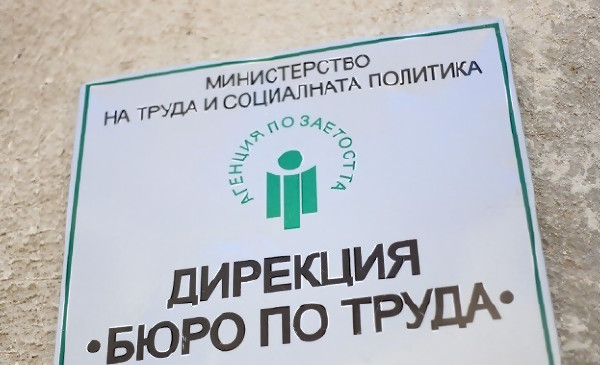 МИНИСТЕРСТВО
НА ТРУДА И СОЦИАЛНАТА ПОЛИТИКА
АГЕНЦИЯ ПО ЗАЕТОСТТА
ДИРЕКЦИЯ
•БЮРО ПО ТРУДА•